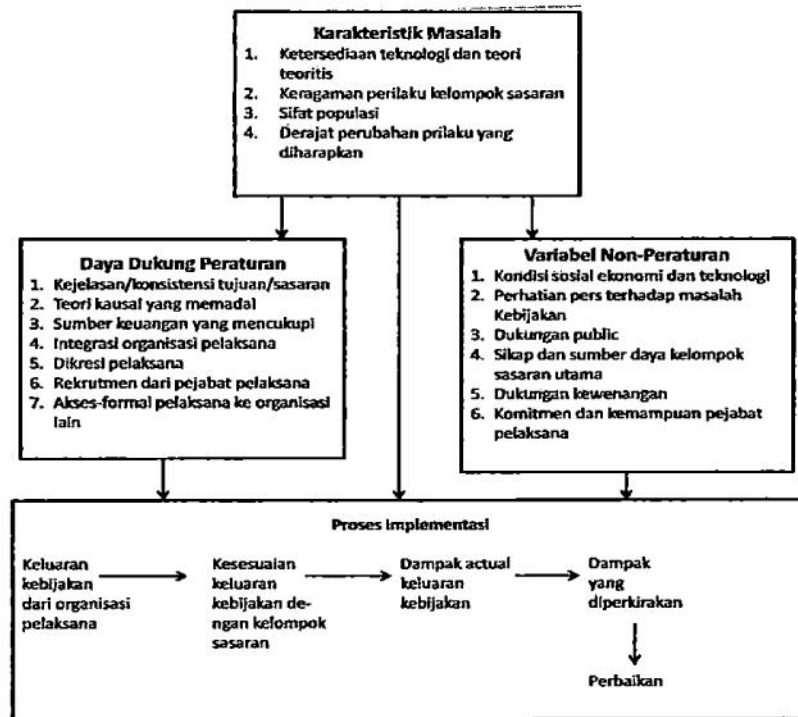 Karakteristik Masalah
1. Ketersediaan teknologi dan teori
teoritis
2. Keragaman perilaku kelompok sasaran
3. Sifat populasi
4. Derajat perubahan prilaku yang
diharapkan
Daya Dukung Peraturan
1. Kejelasan/konsistensi tujuan/sasaran
2. Teori kausal yang memadai
3. Sumber keuangan yang mencukupi
4. Integrasi organisasi pelaksana
5. Dikresi pelaksana
6. Rekrutmen dari pejabat pelaksana
7. Akses-formal pelaksana ke organisasi
lain
Variabel Non-Peraturan
1. Kondisi sosial ekonomi dan teknologi
2. Perhatian pers terhadap masalah
Kebijakan
3. Dukungan public
4. Sikap dan sumber daya kelompok
sasaran utama
5. Dukungan kewenangan
6. Komitmen dan kemampuan pejabat
pelaksana
Proses Implementasi
Keluaran
kebijakan
dari organisasi
pelaksana
Kesesuaian
keluaran
kebijakan de-
ngan kelompok
sasaran
Dampak actual
keluaran
kebijakan
Dampak
yang
diperkirakan
Perbaikan